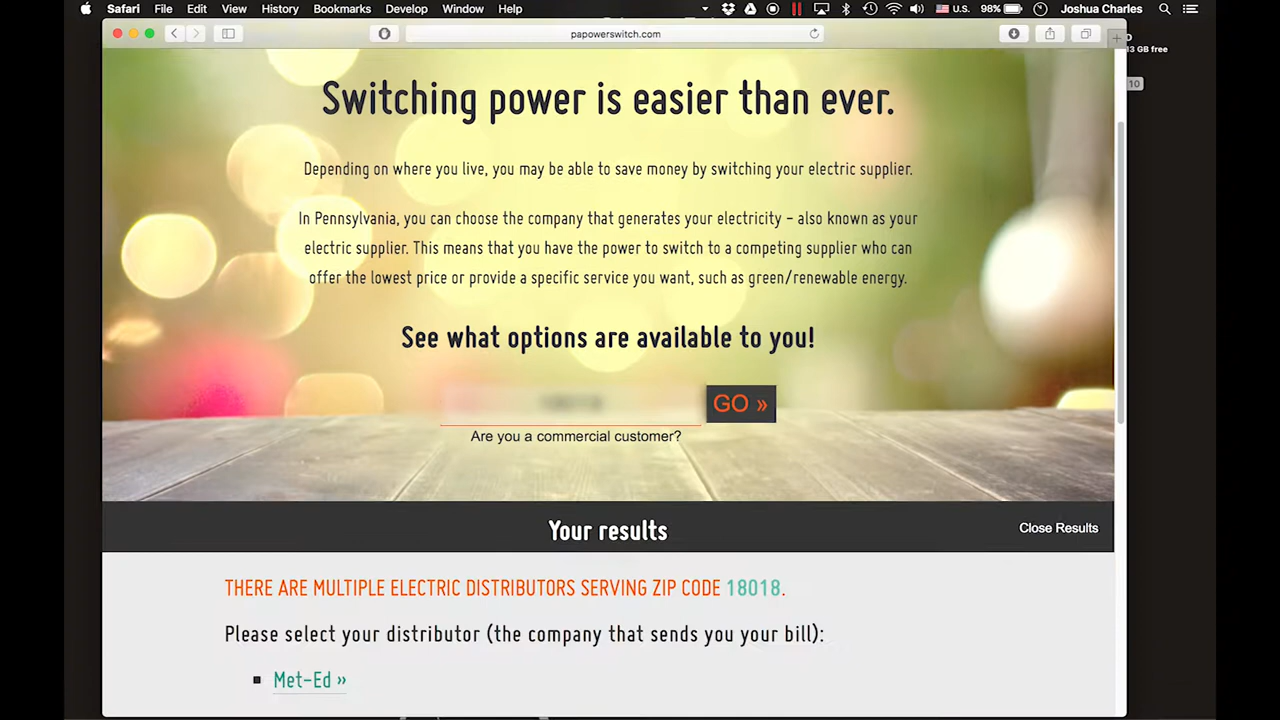 Safari File Edit View History Bookmarks Develop Window Help U.S. 98% Joshua Charles
papowerswitch.com
13 GB free
10
Switching power is easier than ever.
Depending on where you live, you may be able to save money by switching your electric supplier.
In Pennsylvania, you can choose the company that generates your electricity – also known as your
electric supplier. This means that you have the power to switch to a competing supplier who can
offer the lowest price or provide a specific service you want, such as green/renewable energy.
See what options are available to you!
GO »
Are you a commercial customer?
Your results
Close Results
THERE ARE MULTIPLE ELECTRIC DISTRIBUTORS SERVING ZIP CODE 18018.
Please select your distributor (the company that sends you your bill):
▪ Met-Ed »